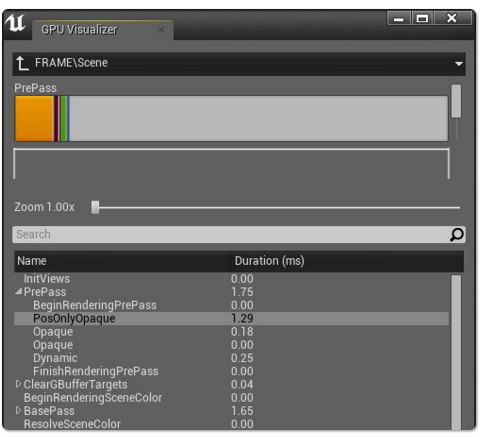 GPU Visualizer
FRAME\Scene
PrePass
Zoom 1.00x
Search
Name Duration (ms)
InitViews 0.00
PrePass 1.75
BeginRenderingPrePass 0.00
PosOnlyOpaque 1.29
Opaque 0.18
Opaque 0.00
Dynamic 0.25
FinishRenderingPrePass 0.00
ClearGBufferTargets 0.04
BeginRenderingSceneColor 0.00
BasePass 1.65
ResolveSceneColor 0.00